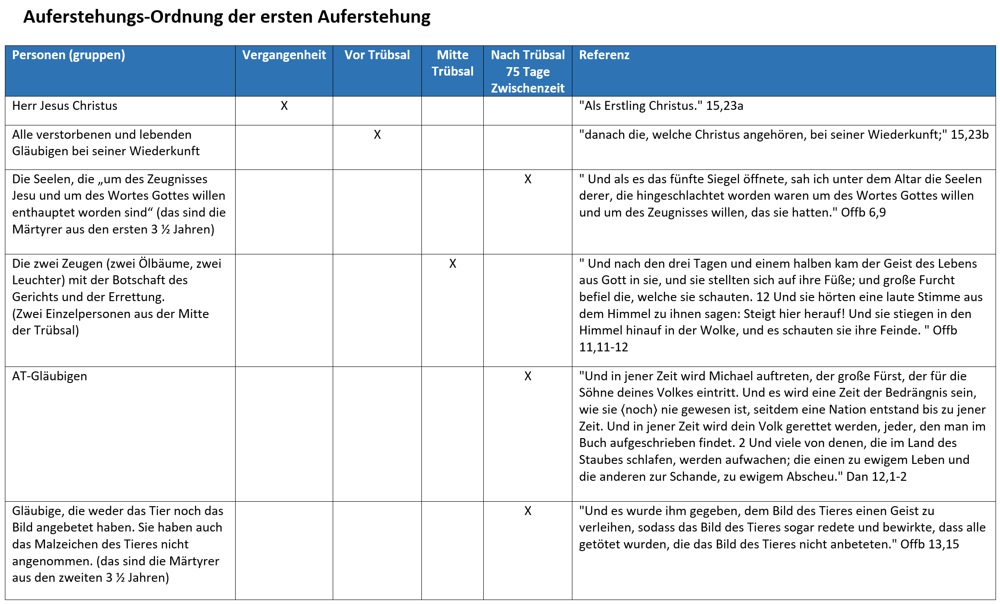 Auferstehungs-Ordnung der ersten Auferstehung
Personen (gruppen) Vergangenheit Vor Trübsal Mitte Trübsal Nach Trübsal 75 Tage Zwischenzeit Referenz
Herr Jesus Christus X "Als Erstling Christus." 15,23a
Alle verstorbenen und lebenden
Gläubigen bei seiner Wiederkunft
X
"danach die, welche Christus angehören, bei seiner Wiederkunft;" 15,23b
Die Seelen, die „um des Zeugnisses
Jesu und um des Wortes Gottes willen
enthauptet worden sind“ (das sind die
Märtyrer aus den ersten 3 ½ Jahren)
X
" Und als es das fünfte Siegel öffnete, sah ich unter dem Altar die Seelen
derer, die hingeschlachtet worden waren um des Wortes Gottes willen
und um des Zeugnisses willen, das sie hatten." Offb 6,9
Die zwei Zeugen (zwei Ölbäume, zwei
Leuchter) mit der Botschaft des
Gerichts und der Errettung.
(Zwei Einzelpersonen aus der Mitte
der Trübsal)
X
" Und nach den drei Tagen und einem halben kam der Geist des Lebens
aus Gott in sie, und sie stellten sich auf ihre Füße; und große Furcht
befiel die, welche sie schauten. 12 Und sie hörten eine laute Stimme aus
dem Himmel zu ihnen sagen: Steigt hier herauf! Und sie stiegen in den
Himmel hinauf in der Wolke, und es schauten sie ihre Feinde. " Offb
11,11-12
AT-Gläubigen
X
"Und in jener Zeit wird Michael auftreten, der große Fürst, der für die
Söhne deines Volkes eintritt. Und es wird eine Zeit der Bedrängnis sein,
wie sie ⟨noch⟩ nie gewesen ist, seitdem eine Nation entstand bis zu jener
Zeit. Und in jener Zeit wird dein Volk gerettet werden, jeder, den man im
Buch aufgeschrieben findet. 2 Und viele von denen, die im Land des
Staubes schlafen, werden aufwachen; die einen zu ewigem Leben und
die anderen zur Schande, zu ewigem Abscheu." Dan 12,1-2
Gläubige, die weder das Tier noch das
Bild angebetet haben. Sie haben auch
das Malzeichen des Tieres nicht
angenommen. (das sind die Märtyrer
aus den zweiten 3 ½ Jahren)
X
"Und es wurde ihm gegeben, dem Bild des Tieres einen Geist zu
verleihen, sodass das Bild des Tieres sogar redete und bewirkte, dass alle
getötet wurden, die das Bild des Tieres nicht anbeteten." Offb 13,15